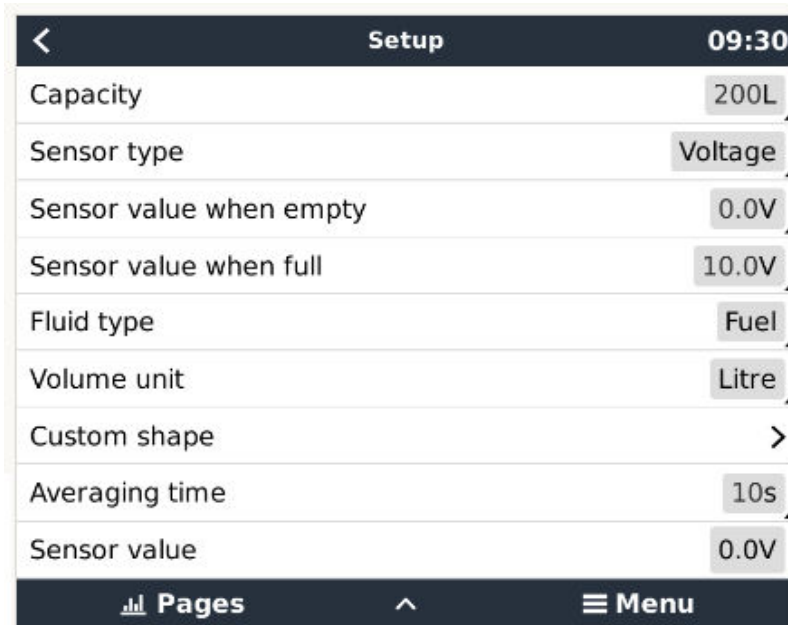 Setup 09:30
Capacity 200L
Sensor type Voltage
Sensor value when empty 0.0V
Sensor value when full 10.0V
Fluid type Fuel
Volume unit Litre
Custom shape
Averaging time 10s
Sensor value 0.0V
Pages Menu